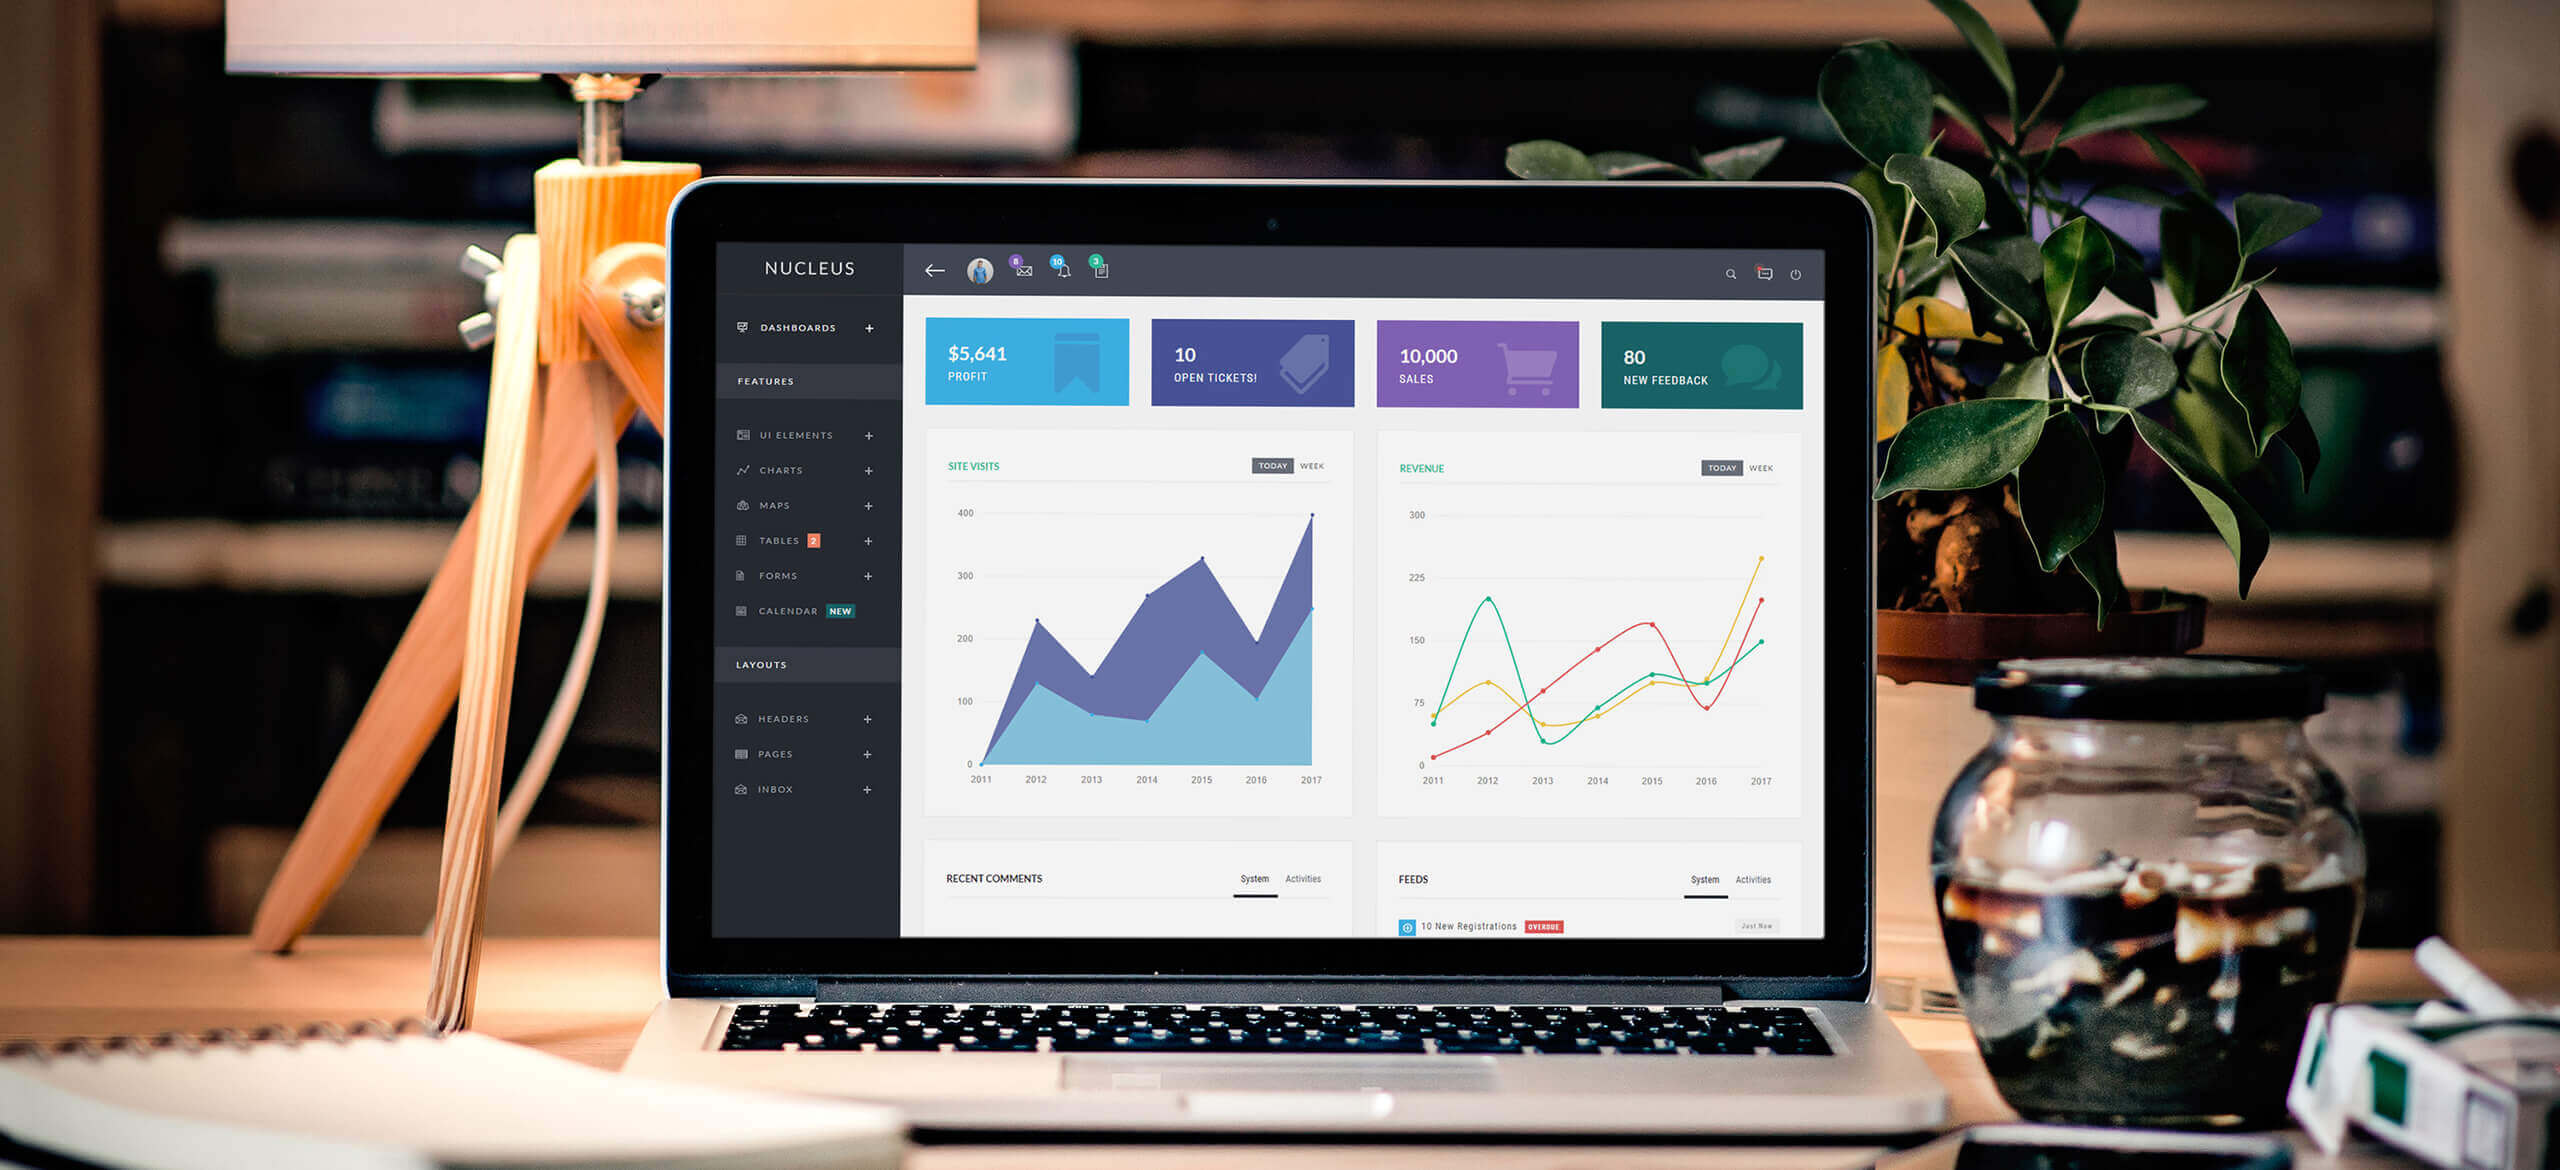 NUCLEUS
8
10
3
DASHBOARDS +
FEATURES
UI ELEMENTS +
CHARTS +
MAPS +
TABLES 2 +
FORMS +
CALENDAR NEW
LAYOUTS
HEADERS +
PAGES +
INBOX +
$5,641
PROFIT
10
OPEN TICKETS!
10,000
SALES
80
NEW FEEDBACK
SITE VISITS TODAY WEEK
400
300
200
100
0
2011 2012 2013 2014 2015 2016 2017
REVENUE TODAY WEEK
300
225
150
75
0
2011 2012 2013 2014 2015 2016 2017
RECENT COMMENTS System Activities
FEEDS System Activities
10 New Registrations OVERDUE Just Now